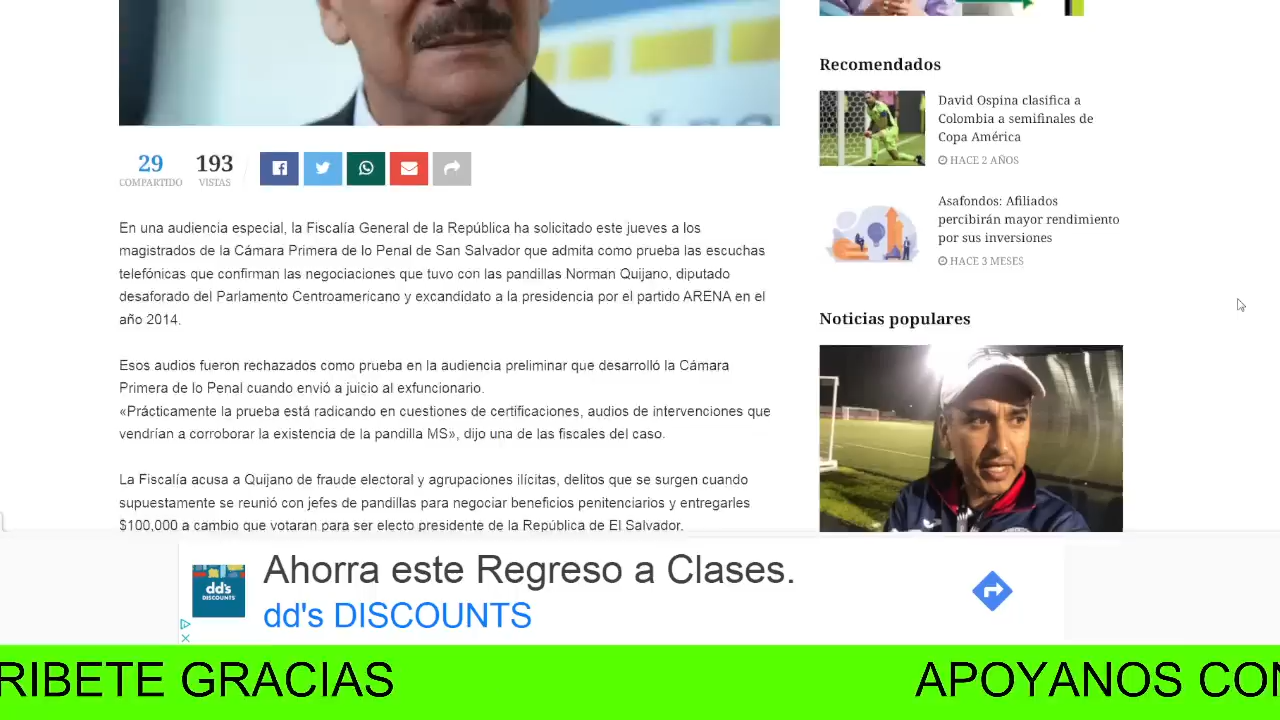 29
COMPARTIDO
193
VISTAS
En una audiencia especial, la Fiscalía General de la República ha solicitado este jueves a los
magistrados de la Cámara Primera de lo Penal de San Salvador que admita como prueba las escuchas
telefónicas que confirman las negociaciones que tuvo con las pandillas Norman Quijano, diputado
desaforado del Parlamento Centroamericano y excandidato a la presidencia por el partido ARENA en el
año 2014.
Esos audios fueron rechazados como prueba en la audiencia preliminar que desarrolló la Cámara
Primera de lo Penal cuando envió a juicio al exfuncionario.
«Prácticamente la prueba está radicando en cuestiones de certificaciones, audios de intervenciones que
vendrían a corroborar la existencia de la pandilla MS», dijo una de las fiscales del caso.
La Fiscalía acusa a Quijano de fraude electoral y agrupaciones ilícitas, delitos que se surgen cuando
supuestamente se reunió con jefes de pandillas para negociar beneficios penitenciarios y entregarles
$100,000 a cambio que votaran para ser electo presidente de la República de El Salvador.
Recomendados
David Ospina clasifica a
Colombia a semifinales de
Copa América
HACE 2 AÑOS
Asafondos: Afiliados
percibirán mayor rendimiento
por sus inversiones
HACE 3 MESES
Noticias populares
dd's
DISCOUNTS
Ahorra este Regreso a Clases.
dd's DISCOUNTS
RIBETE GRACIAS
APOYANOS CON